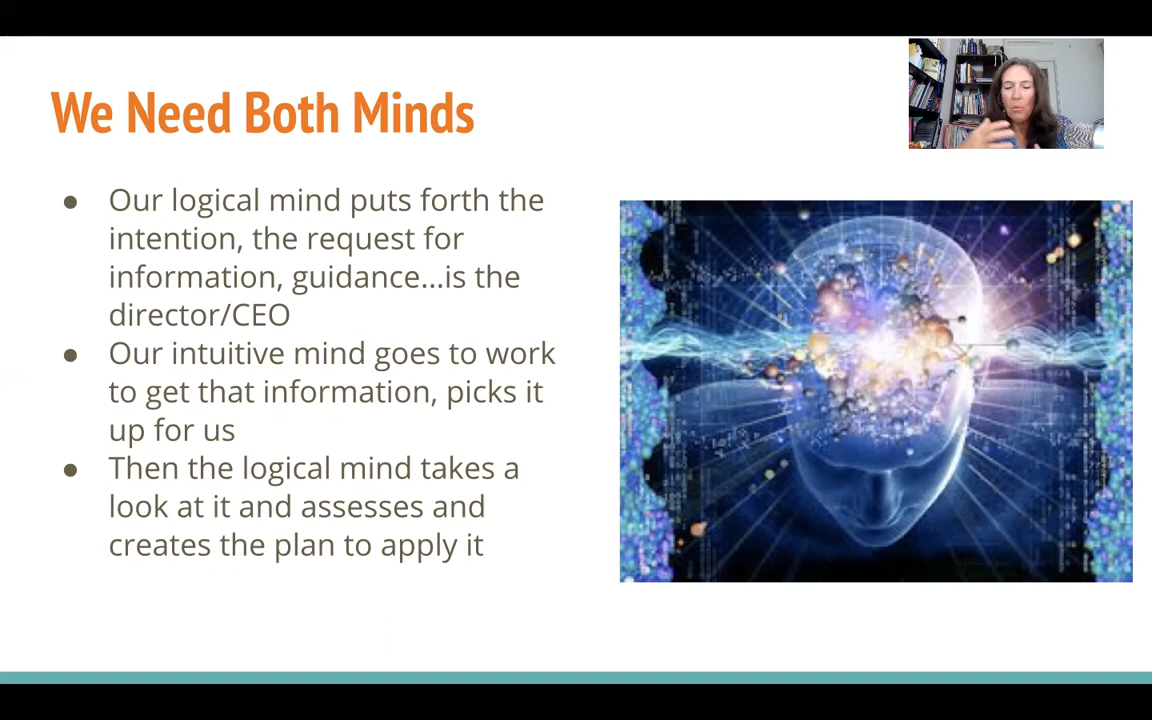 We Need Both Minds
● Our logical mind puts forth the
intention, the request for
information, guidance...is the
director/CEO
● Our intuitive mind goes to work
to get that information, picks it
up for us
● Then the logical mind takes a
look at it and assesses and
creates the plan to apply it